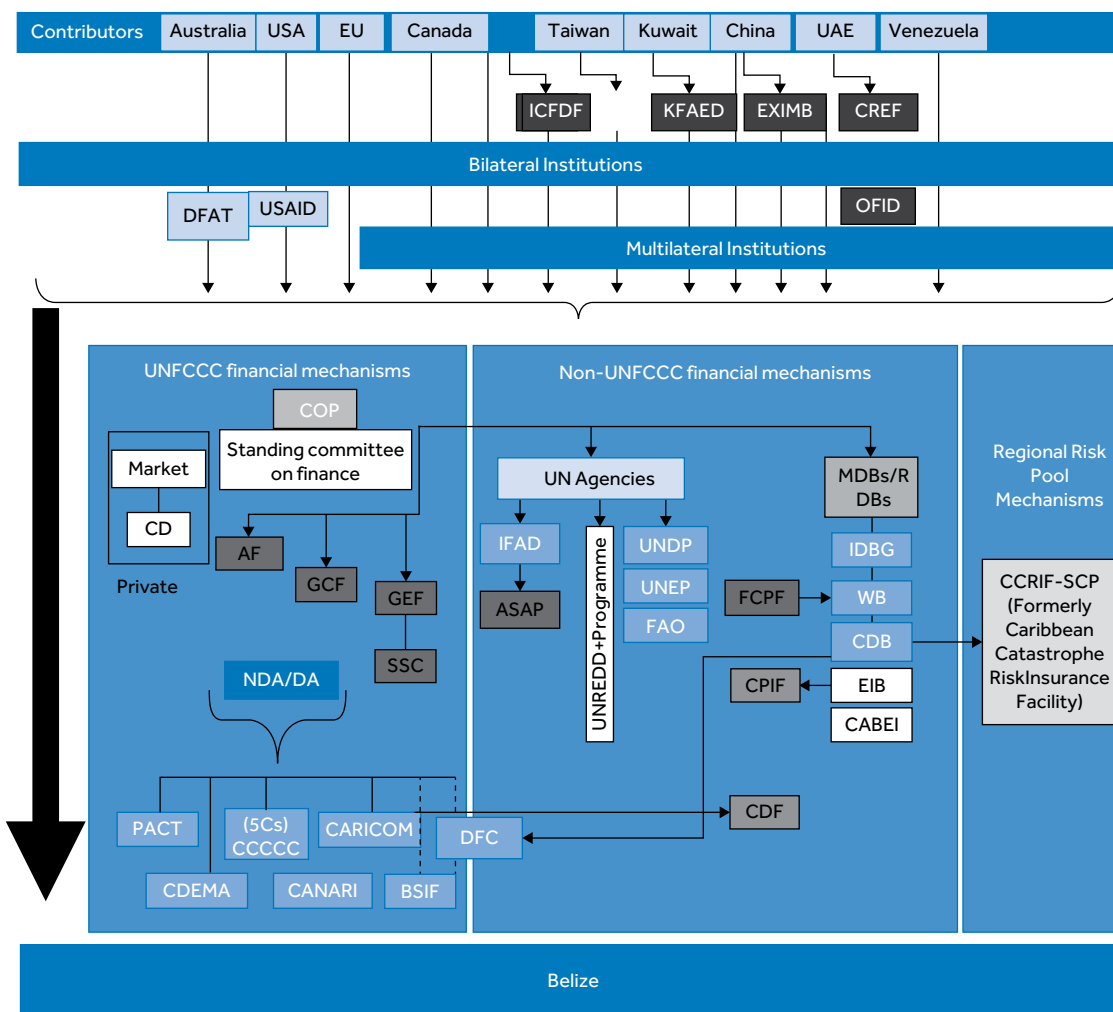 Contributors
Australia
USA
EU
Canada
Taiwan
Kuwait
China
UAE
Venezuela
ICFDF
KFAED
EXIMB
CREF
Bilateral Institutions
DFAT
USAID
OFID
Multilateral Institutions
UNFCCC financial mechanisms
COP
Standing committee
on finance
Market
CD
Private
AF
GCF
GEF
SSC
NDA/DA
PACT
(5Cs)
CCCCC
CARICOM
CDEMA
CANARI
BSIF
DFC
Non-UNFCCC financial mechanisms
UN Agencies
MDBs/R
DBs
IFAD
ASAP
UNREDD+Programme
UNDP
UNEP
FAO
IDBG
FCPF
WB
CDB
CPIF
EIB
CABEI
CDF
Regional Risk
Pool
Mechanisms
CCRIF-SCP
(Formerly
Caribbean
Catastrophe
RiskInsurance
Facility)
Belize